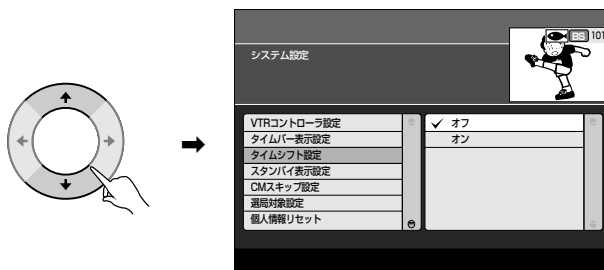 システム設定
BS 101
VTRコントローラ設定
タイムバー表示設定
タイムシフト設定
スタンバイ表示設定
CMスキップ設定
選局対象設定
個人情報リセット
オフ
オン